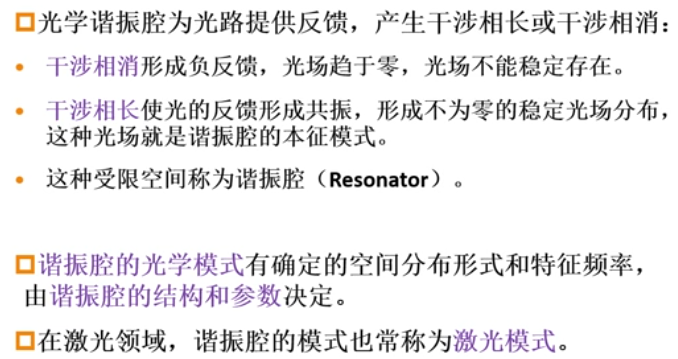 光学谐振腔为光路提供反馈，产生干涉相长或干涉相消：
• 干涉相消形成负反馈，光场趋于零，光场不能稳定存在。
• 干涉相长使光的反馈形成共振，形成不为零的稳定光场分布，
这种光场就是谐振腔的本征模式。
• 这种受限空间称为谐振腔（Resonator）。
谐振腔的光学模式有确定的空间分布形式和特征频率，
由谐振腔的结构和参数决定。
在激光领域，谐振腔的模式也常称为激光模式。